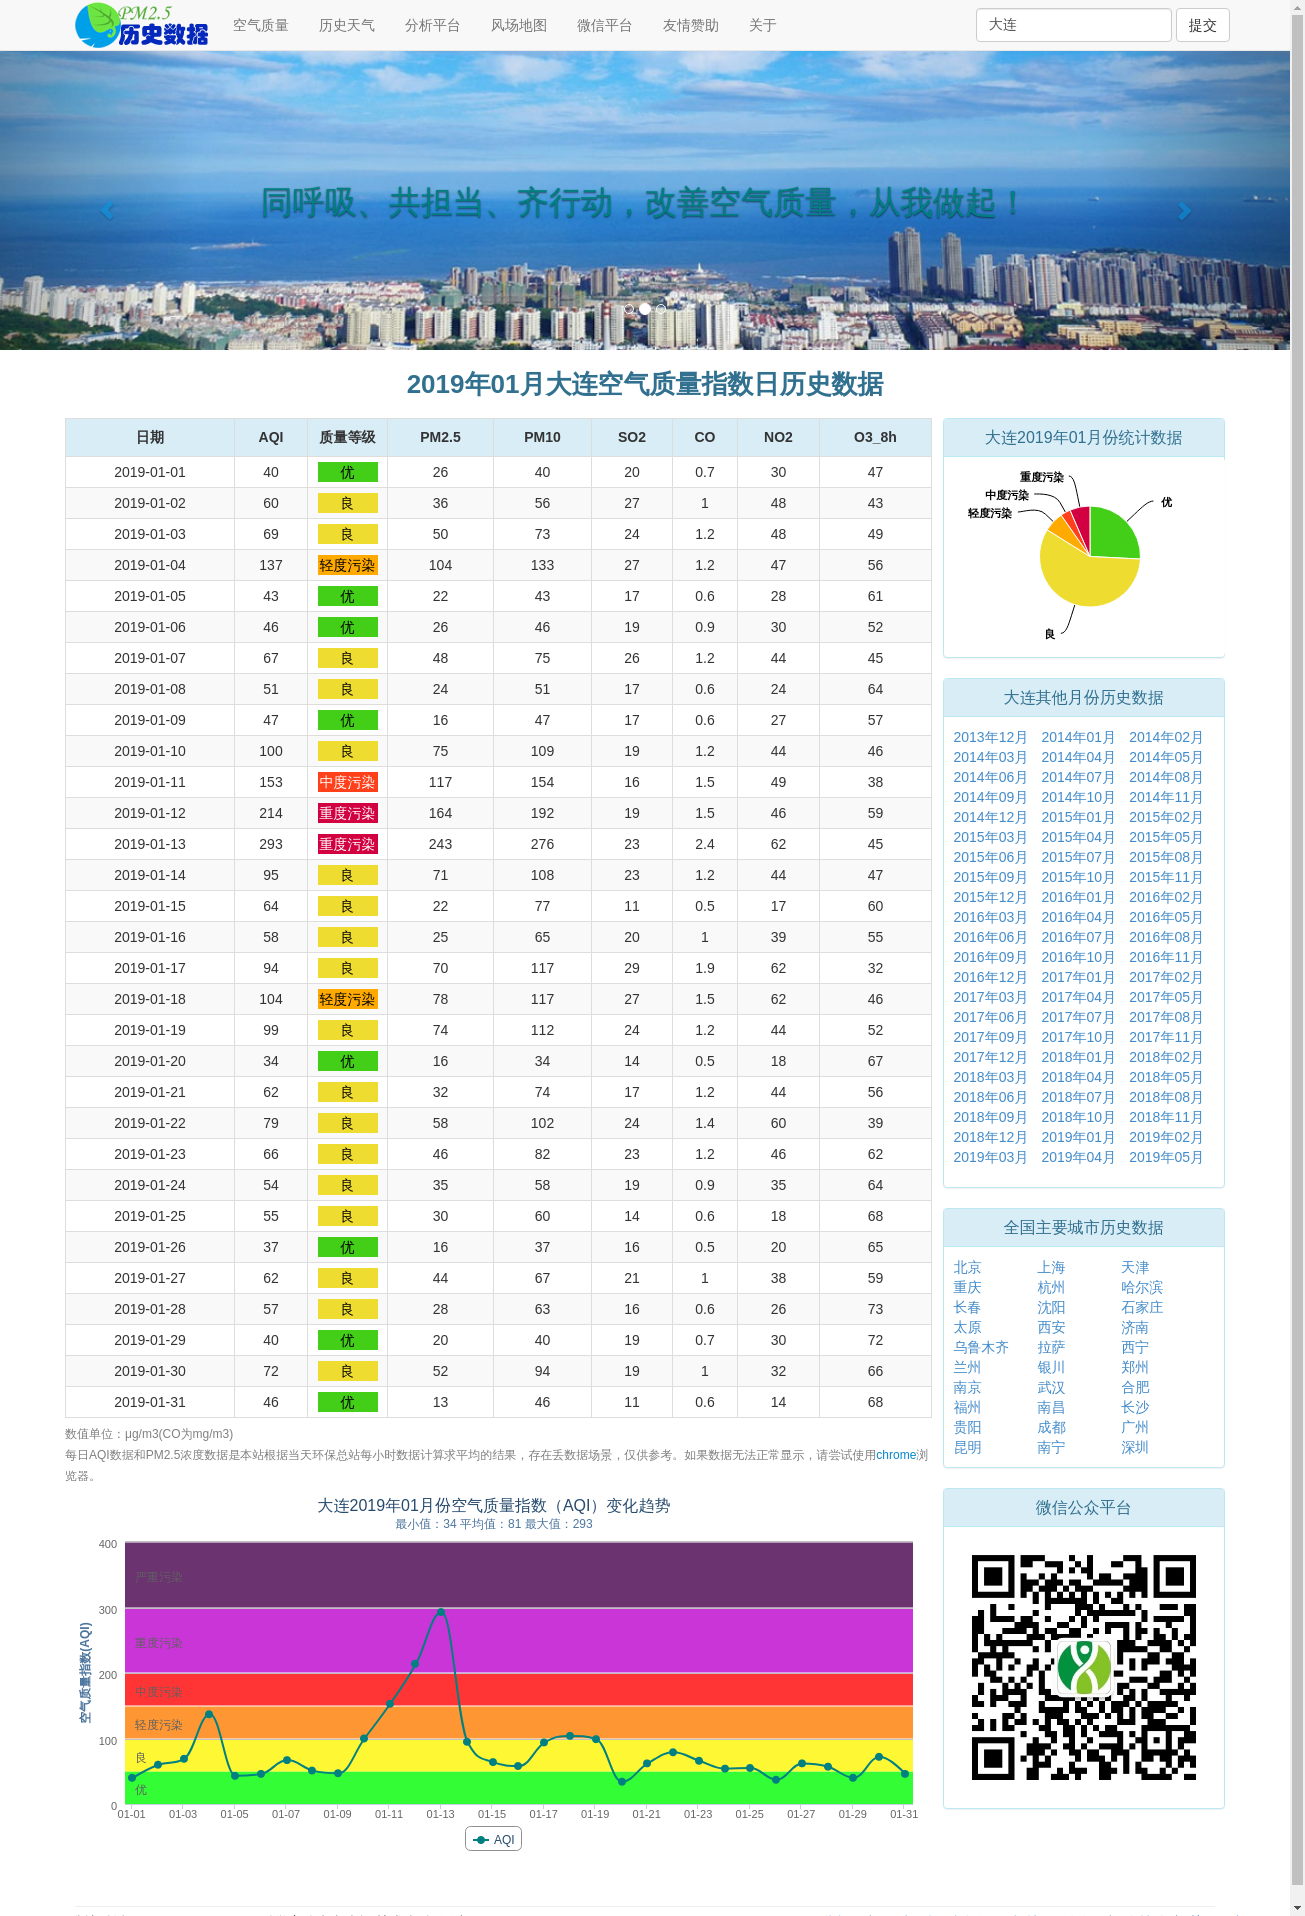 PM2.5
历史数据
空气质量 历史天气 分析平台 风场地图 微信平台 友情赞助 关于 大连 提交
同呼吸、共担当、齐行动，改善空气质量，从我做起！
2019年01月大连空气质量指数日历史数据
日期 AQI 质量等级 PM2.5 PM10 SO2 CO NO2 O3_8h
2019-01-01 40 优 26 40 20 0.7 30 47
2019-01-02 60 良 36 56 27 1 48 43
2019-01-03 69 良 50 73 24 1.2 48 49
2019-01-04 137 轻度污染 104 133 27 1.2 47 56
2019-01-05 43 优 22 43 17 0.6 28 61
2019-01-06 46 优 26 46 19 0.9 30 52
2019-01-07 67 良 48 75 26 1.2 44 45
2019-01-08 51 良 24 51 17 0.6 24 64
2019-01-09 47 优 16 47 17 0.6 27 57
2019-01-10 100 良 75 109 19 1.2 44 46
2019-01-11 153 中度污染 117 154 16 1.5 49 38
2019-01-12 214 重度污染 164 192 19 1.5 46 59
2019-01-13 293 重度污染 243 276 23 2.4 62 45
2019-01-14 95 良 71 108 23 1.2 44 47
2019-01-15 64 良 22 77 11 0.5 17 60
2019-01-16 58 良 25 65 20 1 39 55
2019-01-17 94 良 70 117 29 1.9 62 32
2019-01-18 104 轻度污染 78 117 27 1.5 62 46
2019-01-19 99 良 74 112 24 1.2 44 52
2019-01-20 34 优 16 34 14 0.5 18 67
2019-01-21 62 良 32 74 17 1.2 44 56
2019-01-22 79 良 58 102 24 1.4 60 39
2019-01-23 66 良 46 82 23 1.2 46 62
2019-01-24 54 良 35 58 19 0.9 35 64
2019-01-25 55 良 30 60 14 0.6 18 68
2019-01-26 37 优 16 37 16 0.5 20 65
2019-01-27 62 良 44 67 21 1 38 59
2019-01-28 57 良 28 63 16 0.6 26 73
2019-01-29 40 优 20 40 19 0.7 30 72
2019-01-30 72 良 52 94 19 1 32 66
2019-01-31 46 优 13 46 11 0.6 14 68
数值单位：μg/m3(CO为mg/m3)
每日AQI数据和PM2.5浓度数据是本站根据当天环保总站每小时数据计算求平均的结果，存在丢数据场景，仅供参考。如果数据无法正常显示，请尝试使用chrome浏
览器。
大连2019年01月份空气质量指数（AQI）变化趋势
最小值：34 平均值：81 最大值：293
空气质量指数(AQI)
400
300
200
100
0
严重污染
重度污染
中度污染
轻度污染
良
优
01-01 01-03 01-05 01-07 01-09 01-11 01-13 01-15 01-17 01-19 01-21 01-23 01-25 01-27 01-29 01-31
AQI
大连2019年01月份统计数据
重度污染
中度污染
轻度污染
优
良
大连其他月份历史数据
2013年12月 2014年01月 2014年02月
2014年03月 2014年04月 2014年05月
2014年06月 2014年07月 2014年08月
2014年09月 2014年10月 2014年11月
2014年12月 2015年01月 2015年02月
2015年03月 2015年04月 2015年05月
2015年06月 2015年07月 2015年08月
2015年09月 2015年10月 2015年11月
2015年12月 2016年01月 2016年02月
2016年03月 2016年04月 2016年05月
2016年06月 2016年07月 2016年08月
2016年09月 2016年10月 2016年11月
2016年12月 2017年01月 2017年02月
2017年03月 2017年04月 2017年05月
2017年06月 2017年07月 2017年08月
2017年09月 2017年10月 2017年11月
2017年12月 2018年01月 2018年02月
2018年03月 2018年04月 2018年05月
2018年06月 2018年07月 2018年08月
2018年09月 2018年10月 2018年11月
2018年12月 2019年01月 2019年02月
2019年03月 2019年04月 2019年05月
全国主要城市历史数据
北京 上海 天津
重庆 杭州 哈尔滨
长春 沈阳 石家庄
太原 西安 济南
乌鲁木齐 拉萨 西宁
兰州 银川 郑州
南京 武汉 合肥
福州 南昌 长沙
贵阳 成都 广州
昆明 南宁 深圳
微信公众平台